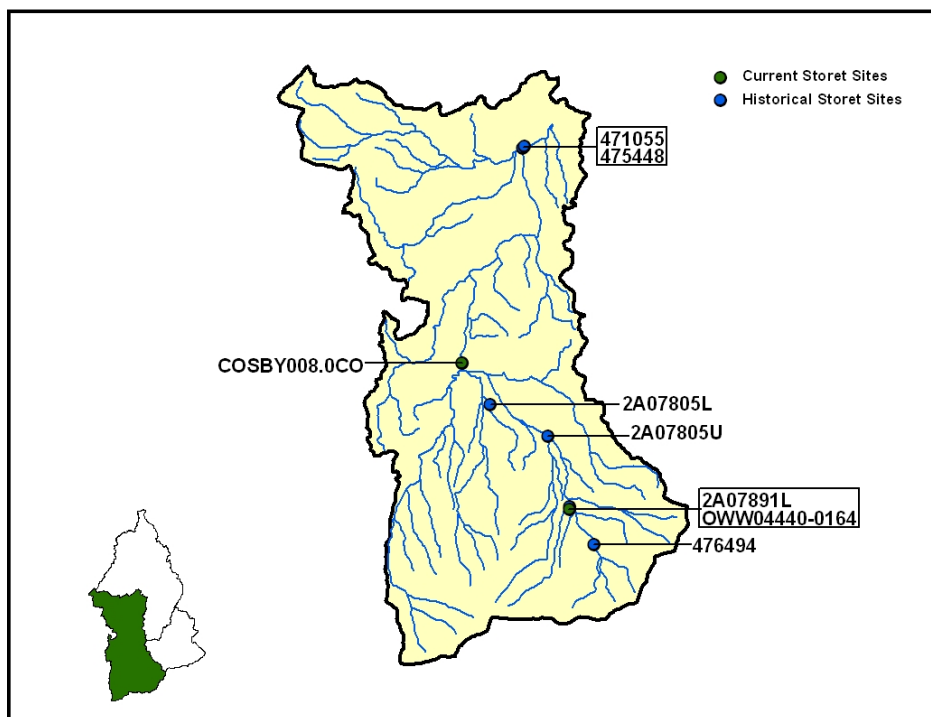 Current Storet Sites
Historical Storet Sites
471055
475448
COSBY008.0CO
2A07805L
2A07805U
2A07891L
OWW04440-0164
476494